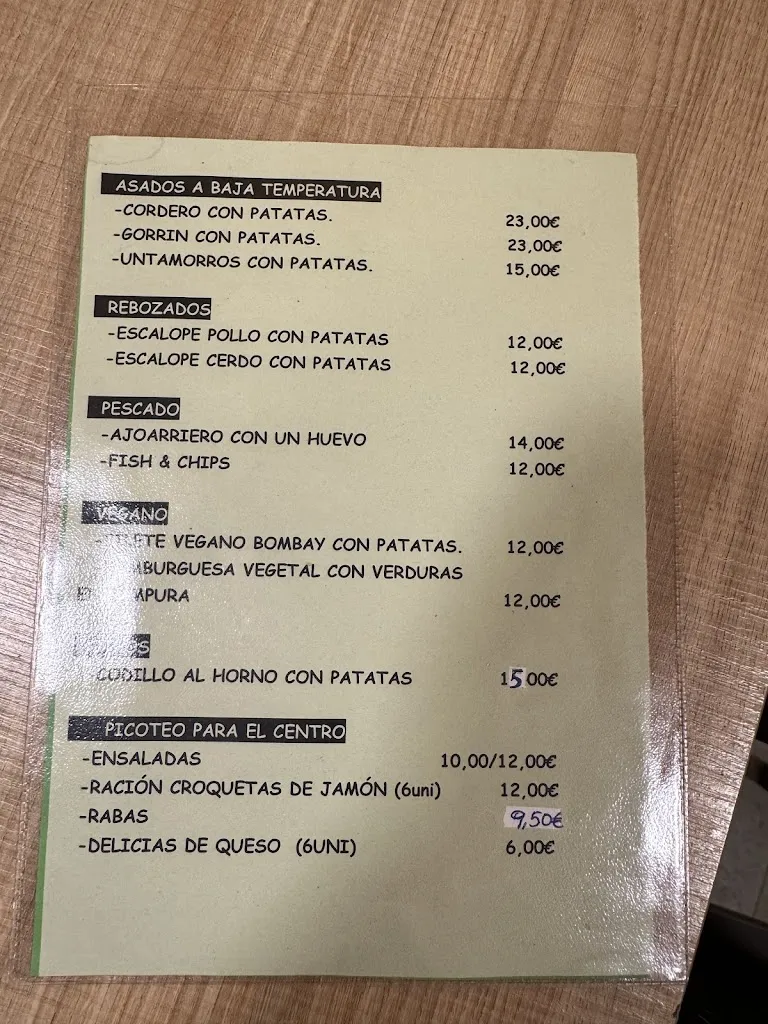 ASADOS A BAJA TEMPERATURA
-CORDERO CON PATATAS. 23,00€
-GORRIN CON PATATAS. 23,00€
-UNTAMORROS CON PATATAS. 15,00€
REBOZADOS
-ESCALOPE POLLO CON PATATAS 12,00€
-ESCALOPE CERDO CON PATATAS 12,00€
PESCADO
-AJOARRIERO CON UN HUEVO 14,00€
-FISH & CHIPS 12,00€
VEGANO
VEGANO BOMBAY CON PATATAS. 12,00€
VEGETAL CON VERDURAS
12,00€
CODILLO AL HORNO CON PATATAS 15,00€
PICOTEO PARA EL CENTRO
-ENSALADAS 10,00/12,00€
-RACIÓN CROQUETAS DE JAMÓN (6uni) 12,00€
-RABAS 9,50€
-DELICIAS DE QUESO (6UNI) 6,00€